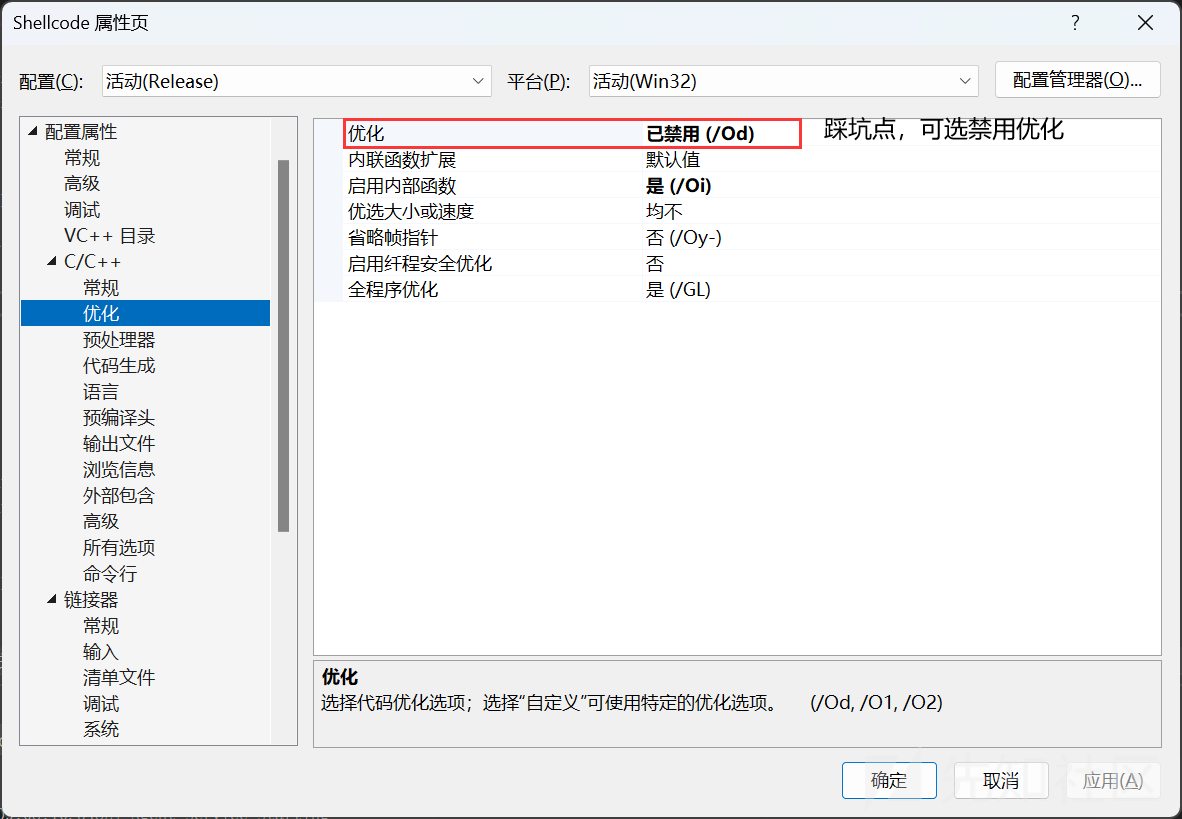 Shellcode 属性页
?
配置(C): 活动(Release) 平台(P): 活动(Win32) 配置管理器(O)...
配置属性
常规
高级
调试
VC++ 目录
C/C++
常规
优化
预处理器
代码生成
语言
预编译头
输出文件
浏览信息
外部包含
高级
所有选项
命令行
链接器
常规
输入
清单文件
调试
系统
优化 已禁用 (/Od) 踩坑点，可选禁用优化
内联函数扩展 默认值
启用内部函数 是 (/Oi)
优选大小或速度 均不
省略帧指针 否 (/Oy-)
启用纤程安全优化 否
全程序优化 是 (/GL)
优化
选择代码优化选项；选择“自定义”可使用特定的优化选项。 (/Od, /O1, /O2)
确定 取消 应用(A)